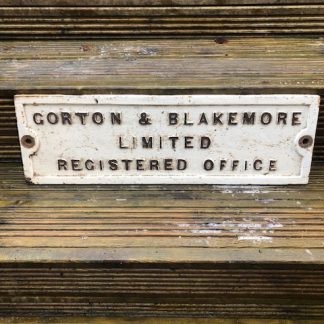 GORTON & BLAKEMORE
LIMITED
REGISTERED OFFICE